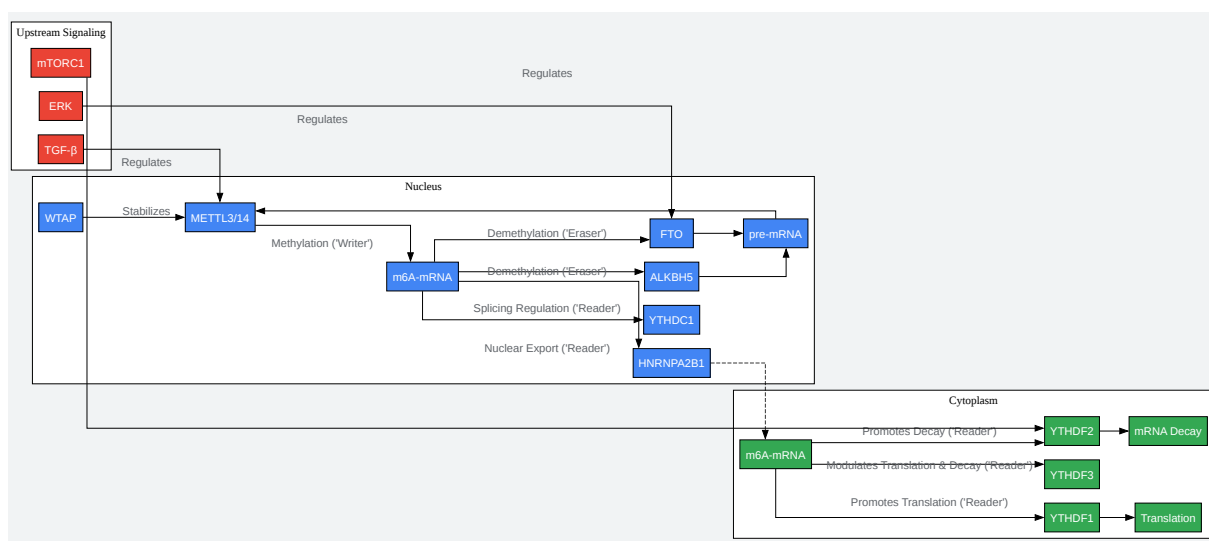 Upstream Signaling
mTORC1
Regulates
ERK
Regulates
TGF-β
Regulates
Nucleus
WTAP
Stabilizes
METTL3/14
Demethylation ('Eraser')
FTO
pre-mRNA
Methylation ('Writer')
m6A-mRNA
Demethylation ('Eraser')
ALKBH5
Splicing Regulation ('Reader')
YTHDC1
Nuclear Export ('Reader')
HNRNPA2B1
Cytoplasm
Promotes Decay ('Reader')
YTHDF2
mRNA Decay
m6A-mRNA
Modulates Translation & Decay ('Reader')
YTHDF3
Promotes Translation ('Reader')
YTHDF1
Translation